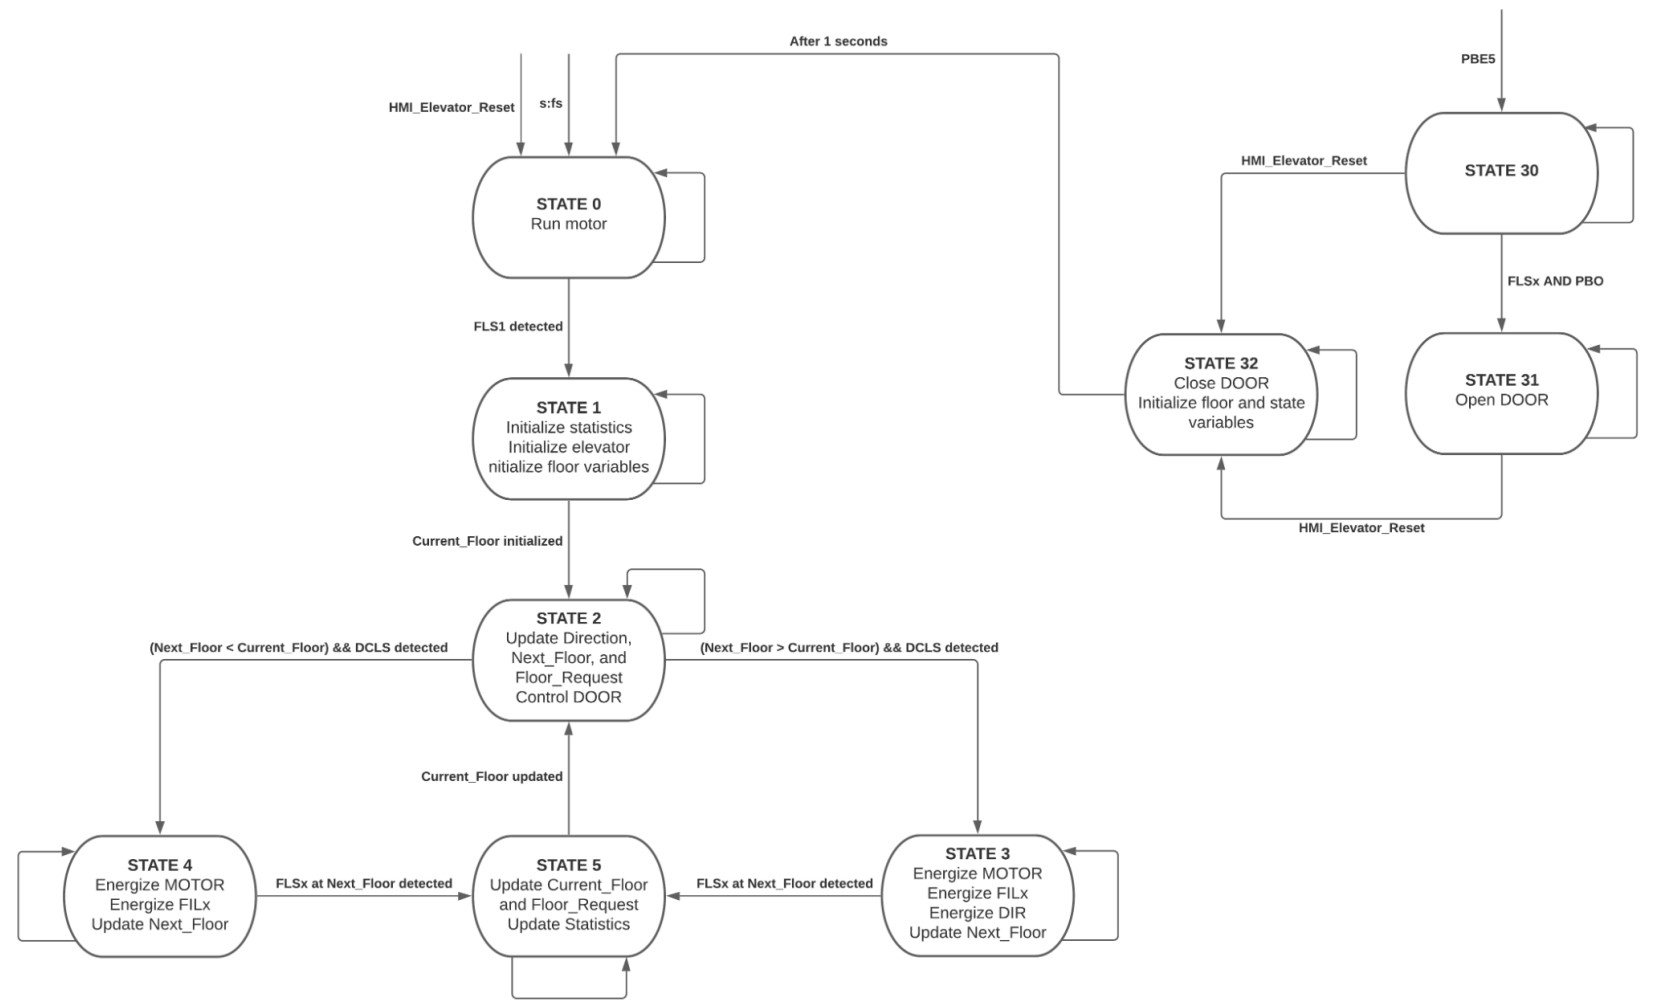 After 1 seconds
PBE5
HMI_Elevator_Reset
s:fs
HMI_Elevator_Reset
STATE 30
STATE 0
Run motor
FLSx AND PBO
FLS1 detected
STATE 32
Close DOOR
Initialize floor and state
variables
STATE 31
Open DOOR
STATE 1
Initialize statistics
Initialize elevator
nitialize floor variables
HMI_Elevator_Reset
Current_Floor initialized
STATE 2
Update Direction,
Next_Floor, and
Floor_Request
Control DOOR
(Next_Floor < Current_Floor) && DCLS detected
(Next_Floor > Current_Floor) && DCLS detected
Current_Floor updated
STATE 4
Energize MOTOR
Energize FILx
Update Next_Floor
FLSx at Next_Floor detected
STATE 5
Update Current_Floor
and Floor_Request
Update Statistics
FLSx at Next_Floor detected
STATE 3
Energize MOTOR
Energize FILx
Energize DIR
Update Next_Floor